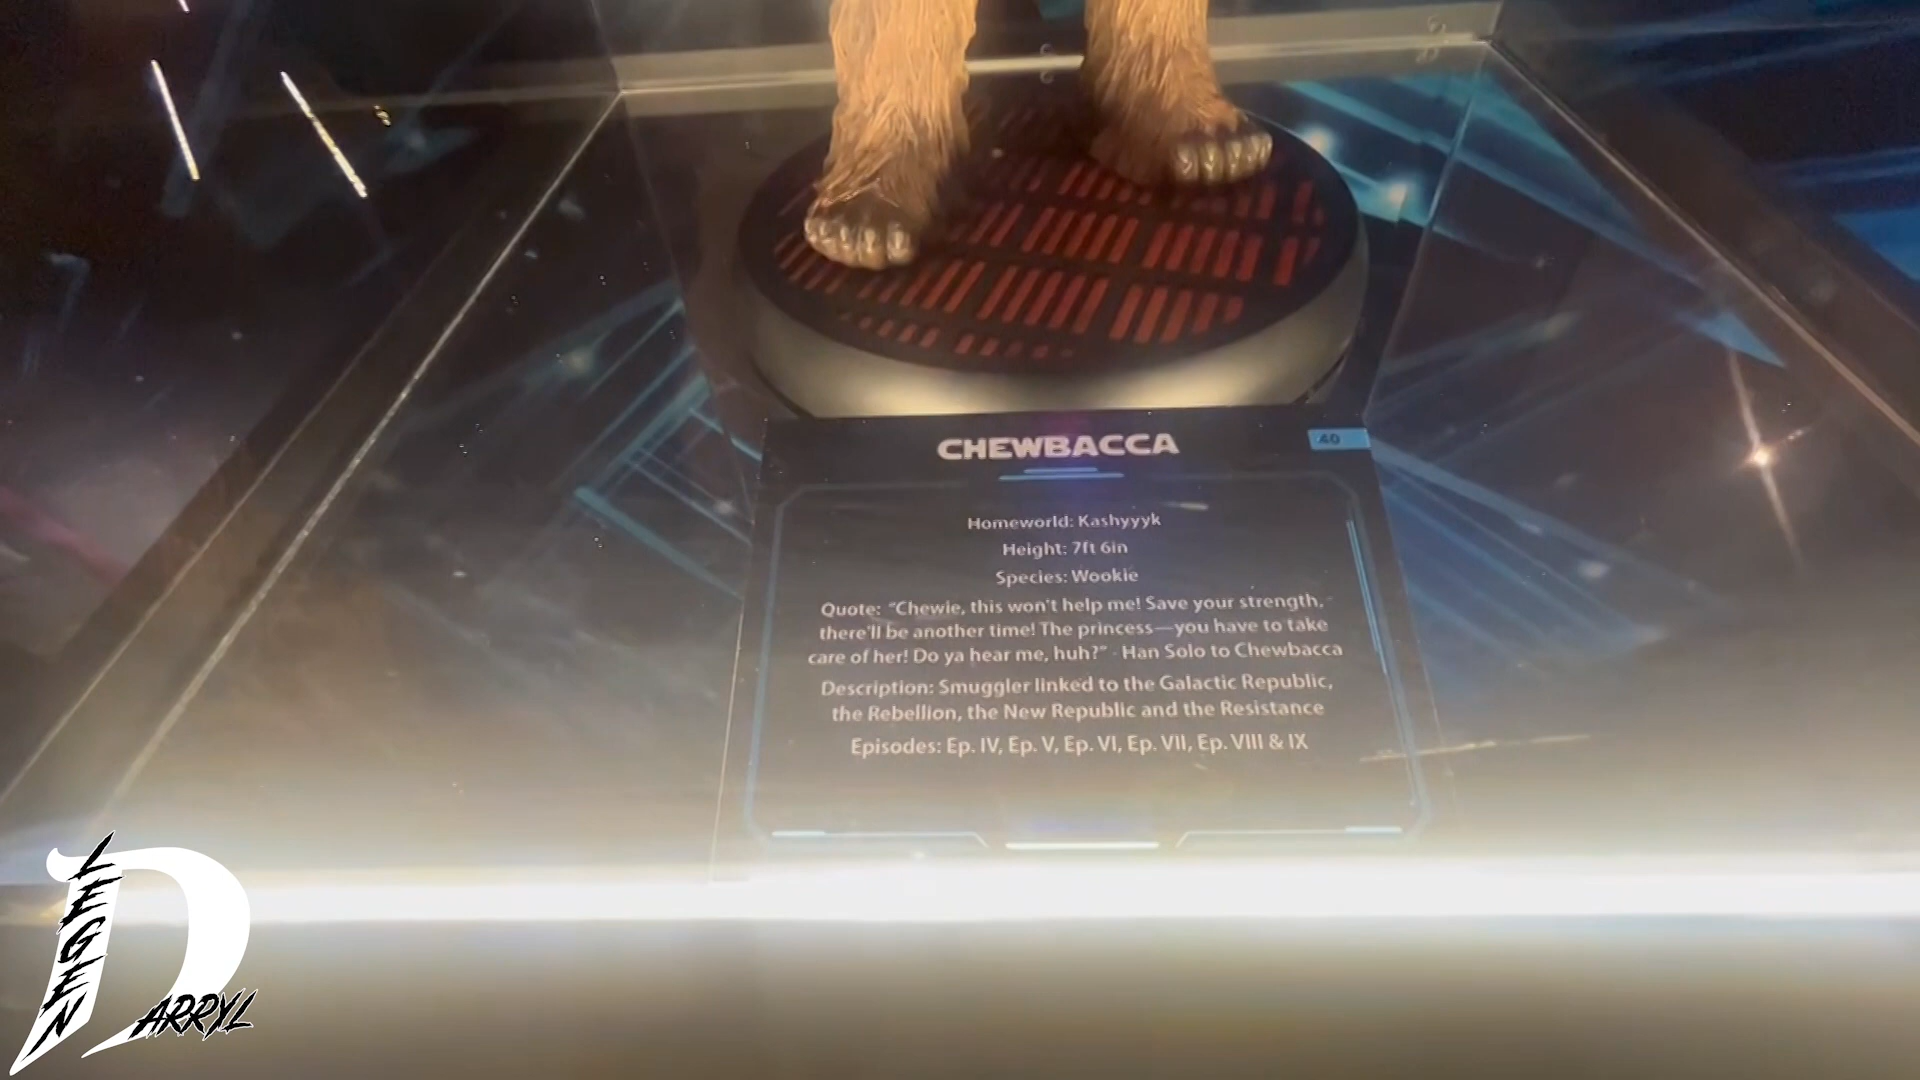 CHEWBACCA
40
Homeworld: Kashyyyk
Height: 7ft 6in
Species: Wookie
Quote: "Chewie, this won't help me! Save your strength,
there'll be another time! The princess—you have to take
care of her! Do ya hear me, huh?" - Han Solo to Chewbacca
Description: Smuggler linked to the Galactic Republic,
the Rebellion, the New Republic and the Resistance
Episodes: Ep. IV, Ep. V, Ep. VI, Ep. VII, Ep. VIII & IX
LEGEN
DARRYL